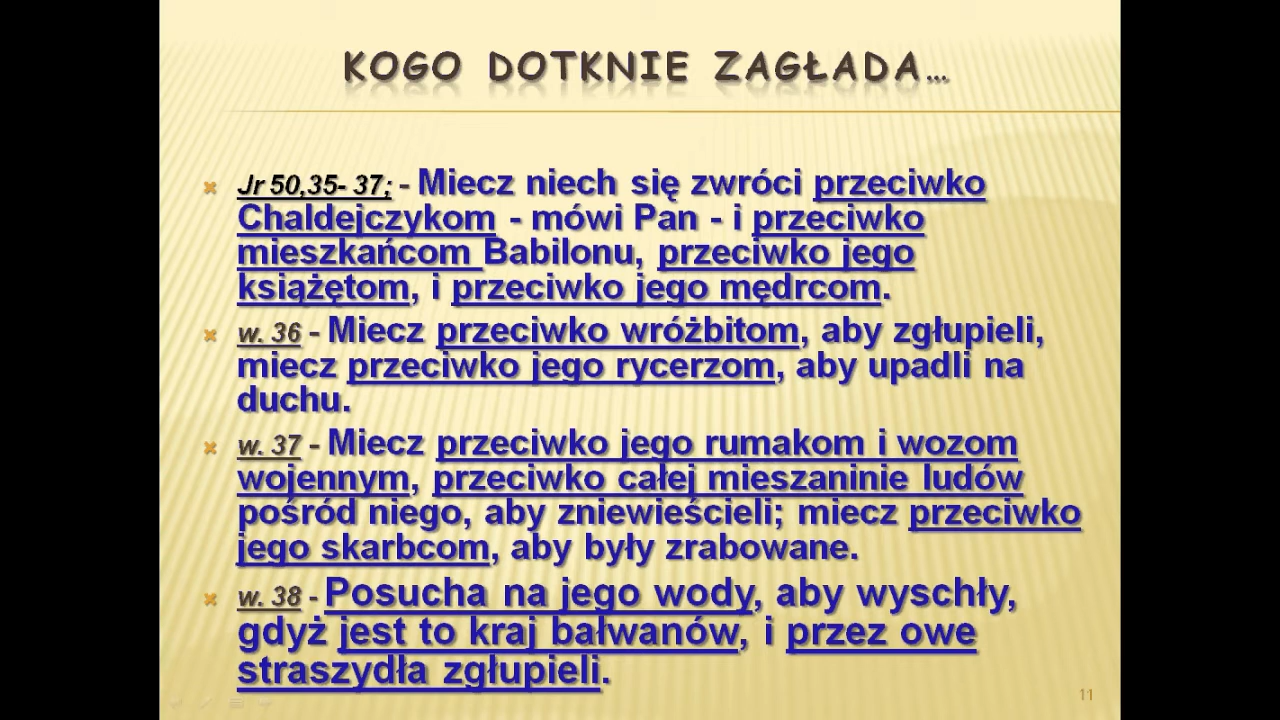 KOGO DOTKNIE ZAGŁADA…
Jr 50,35- 37; - Miecz niech się zwróci przeciwko
Chaldejczykom - mówi Pan - i przeciwko
mieszkańcom Babilonu, przeciwko jego
książętom, i przeciwko jego mędrcom.
w. 36 - Miecz przeciwko wróżbitom, aby zgłupieli,
miecz przeciwko jego rycerzom, aby upadli na
duchu.
w. 37 - Miecz przeciwko jego rumakom i wozom
wojennym, przeciwko całej mieszaninie ludów
pośród niego, aby zniewieścieli; miecz przeciwko
jego skarbcom, aby były zrabowane.
w. 38 - Posucha na jego wody, aby wyschły,
gdyż jest to kraj bałwanów, i przez owe
straszydła zgłupieli.
11